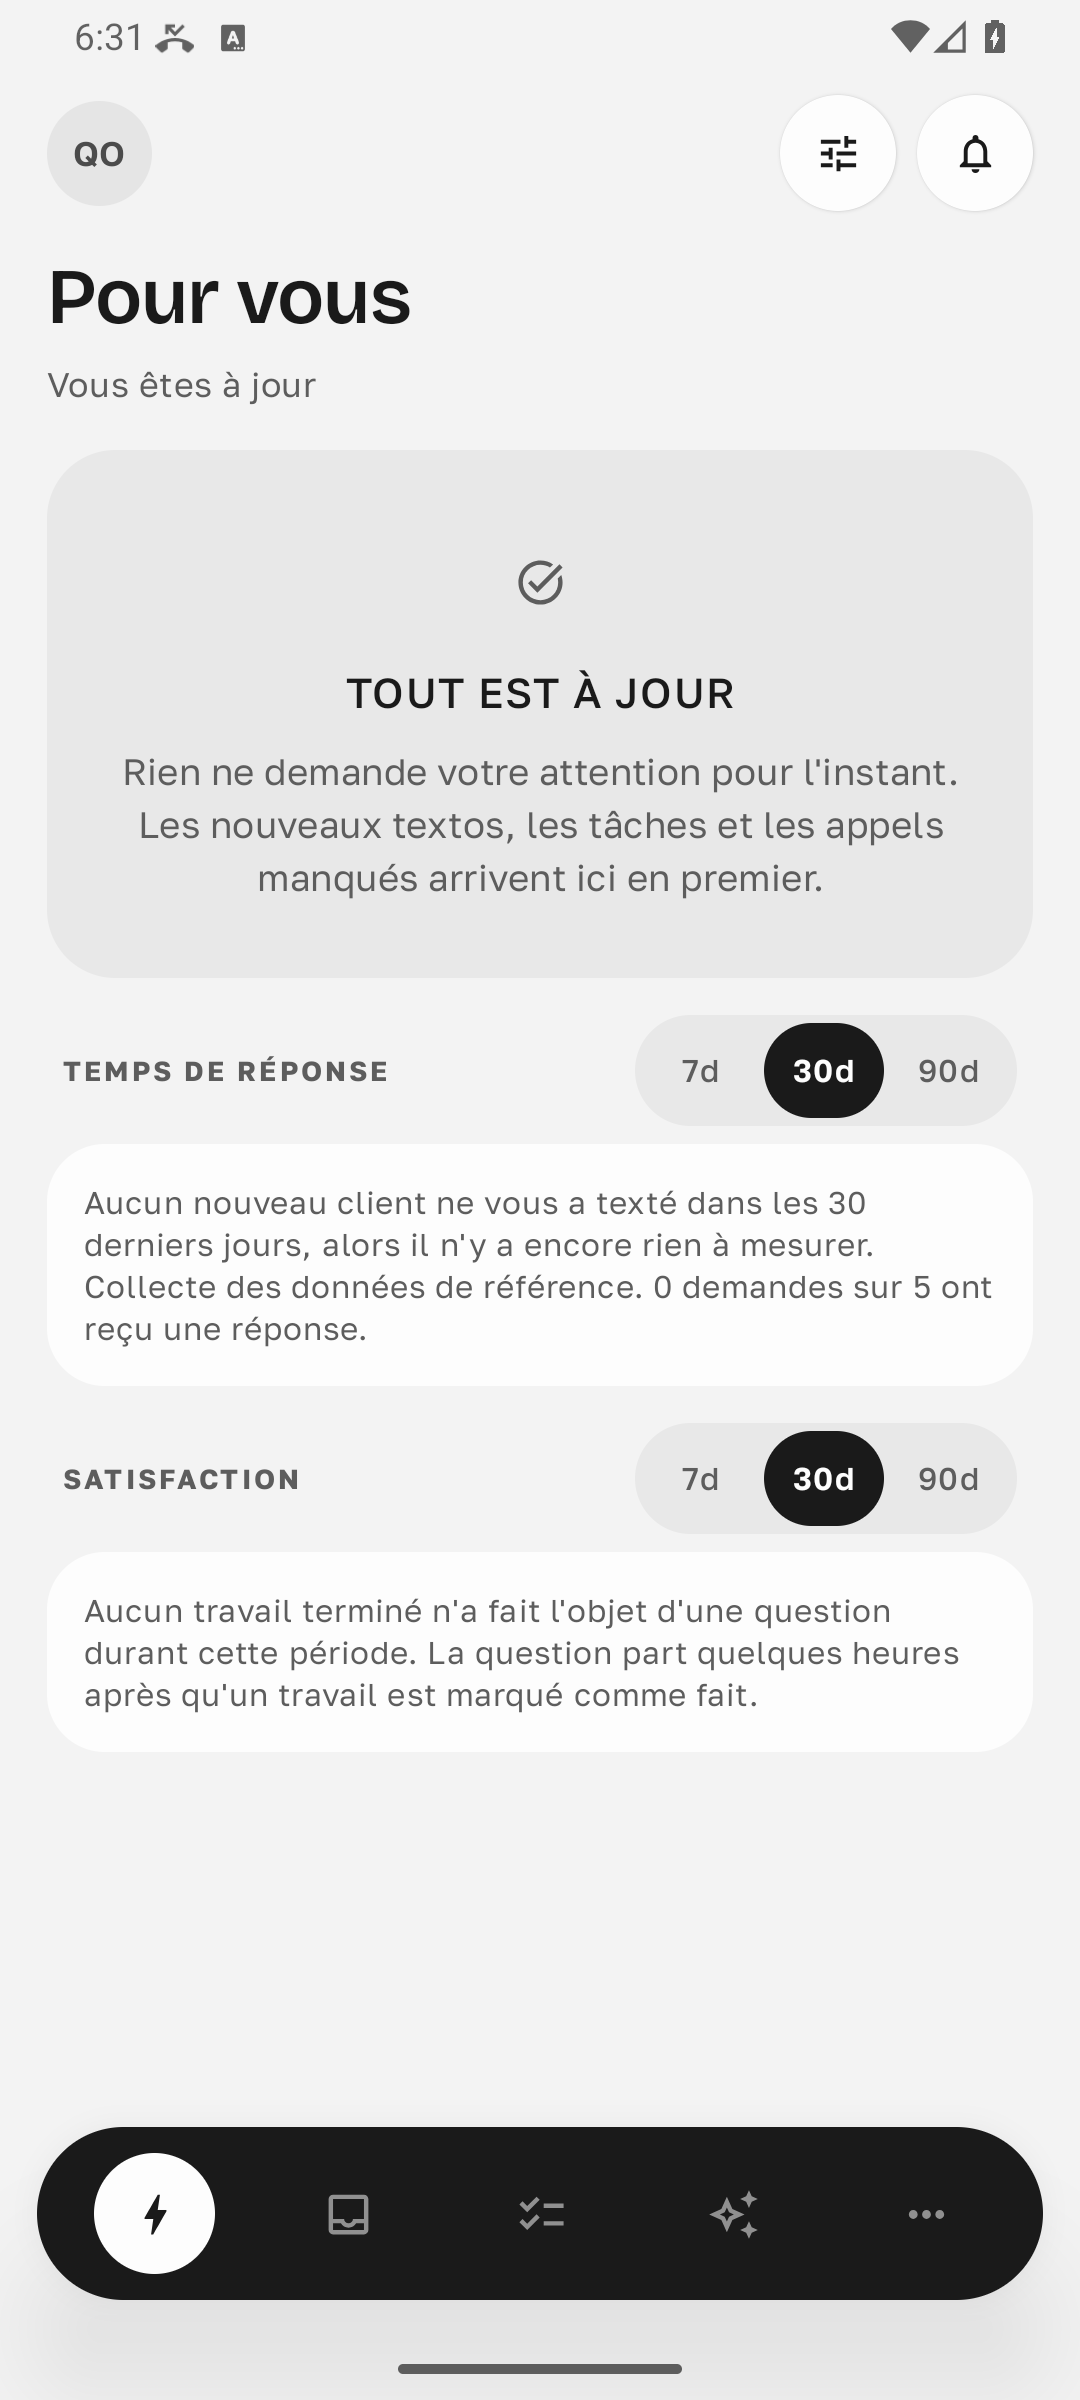 6:31
QO
Pour vous
Vous êtes à jour
TOUT EST À JOUR
Rien ne demande votre attention pour l'instant.
Les nouveaux textos, les tâches et les appels
manqués arrivent ici en premier.
TEMPS DE RÉPONSE
7d 30d 90d
Aucun nouveau client ne vous a texté dans les 30
derniers jours, alors il n'y a encore rien à mesurer.
Collecte des données de référence. 0 demandes sur 5 ont
reçu une réponse.
SATISFACTION
7d 30d 90d
Aucun travail terminé n'a fait l'objet d'une question
durant cette période. La question part quelques heures
après qu'un travail est marqué comme fait.